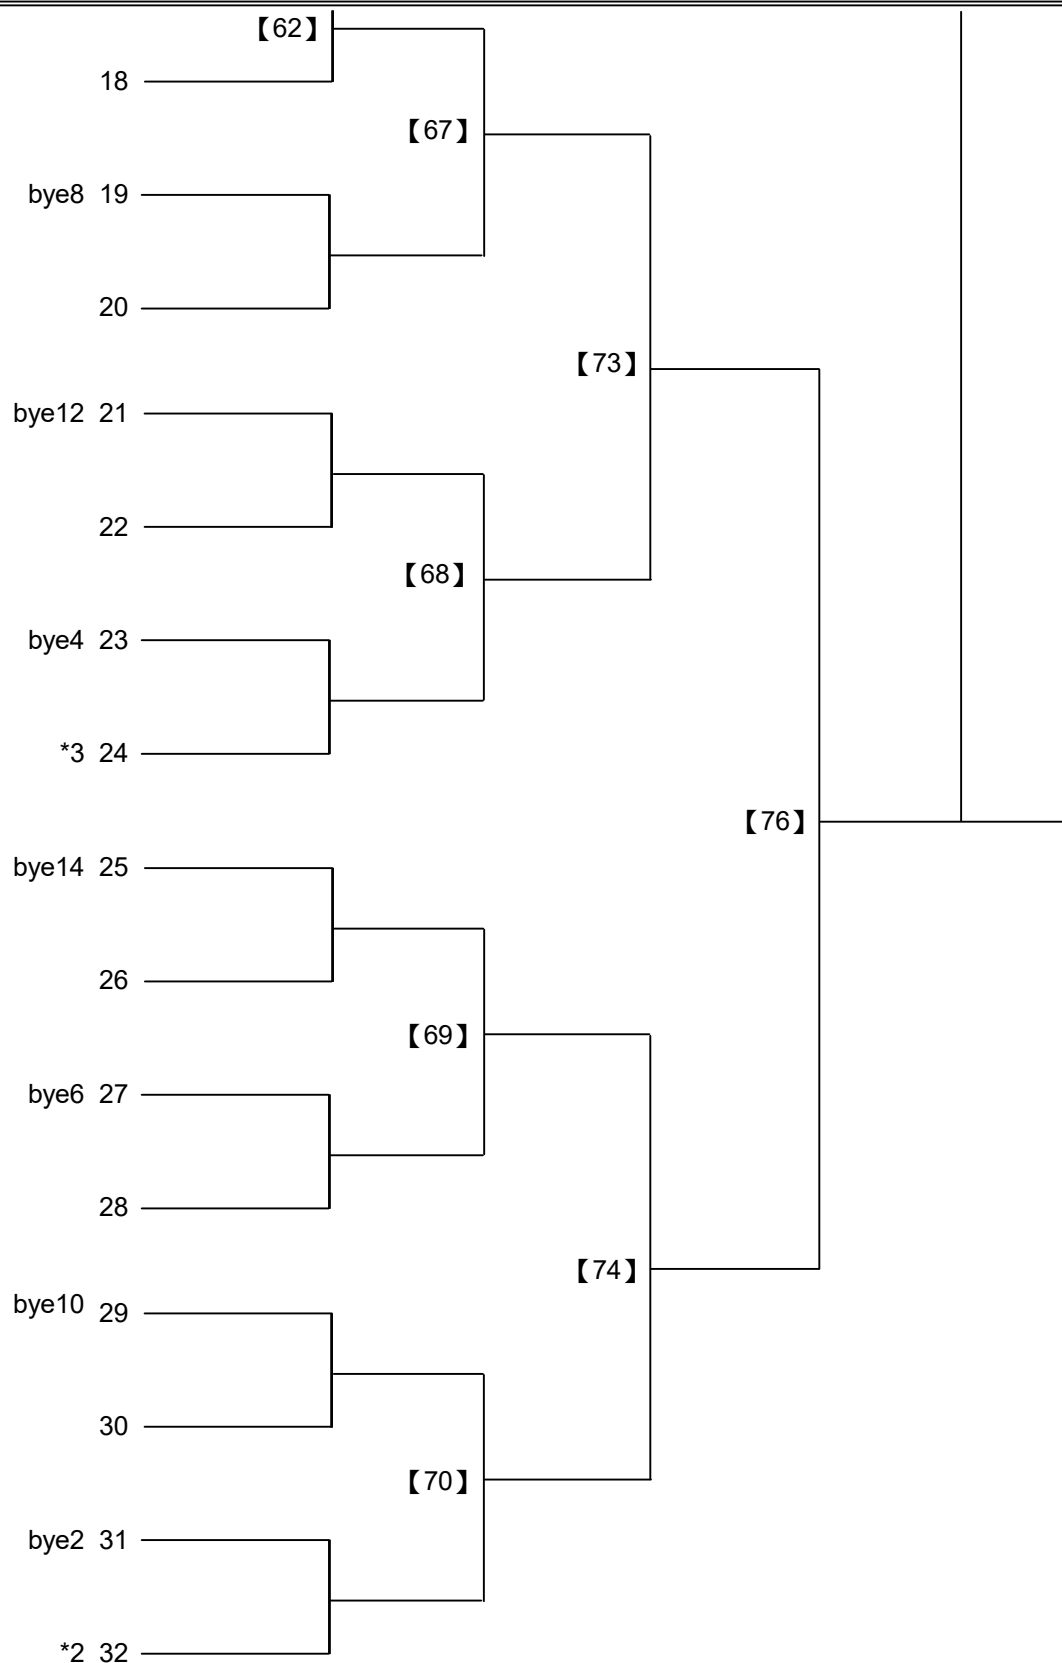 【62】
18
【67】
bye8 19
20
【73】
bye12 21
22
【68】
bye4 23
*3 24
【76】
bye14 25
26
【69】
bye6 27
28
【74】
bye10 29
30
【70】
bye2 31
*2 32